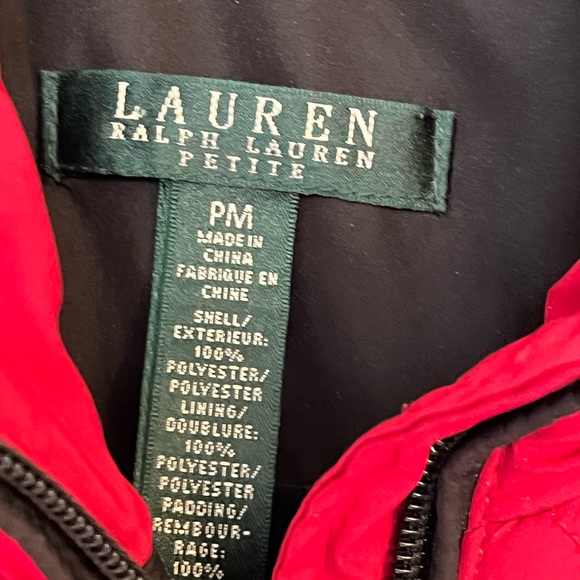 LAUREN
RALPH LAUREN
PETITE
PM
MADE IN
CHINA
FABRIQUE EN
CHINE
SHELL/
EXTERIEUR:
100%
POLYESTER/
POLYESTER
LINING/
DOUBLURE:
100%
POLYESTER/
POLYESTER
PADDING/
REMBOUR-
RAGE:
100%